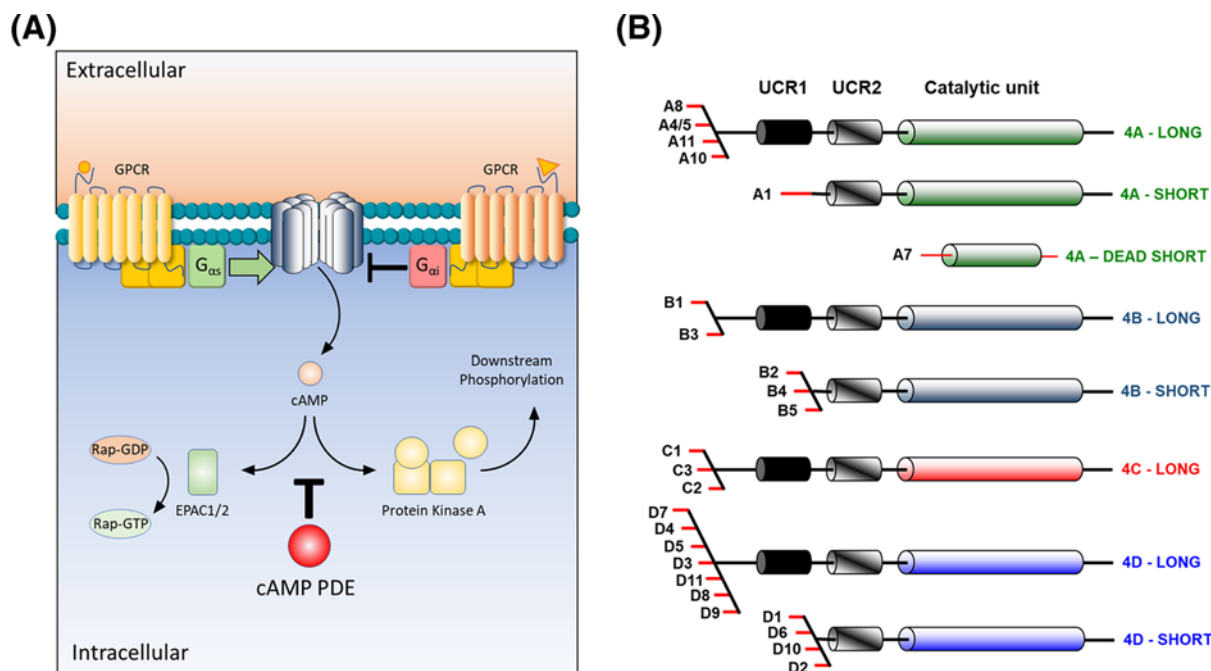 (A)
Extracellular
GPCR
GPCR
Gαs
Gαi
cAMP
Downstream
Phosphorylation
Rap-GDP
Rap-GTP
EPAC1/2
Protein Kinase A
cAMP PDE
Intracellular
(B)
UCR1 UCR2 Catalytic unit
A8
A4/5
A11
A10
4A - LONG
A1
4A - SHORT
A7
4A – DEAD SHORT
B1
B3
4B - LONG
B2
B4
B5
4B - SHORT
C1
C3
C2
4C - LONG
D7
D4
D5
D3
D11
D8
D9
4D - LONG
D1
D6
D10
D2
4D - SHORT